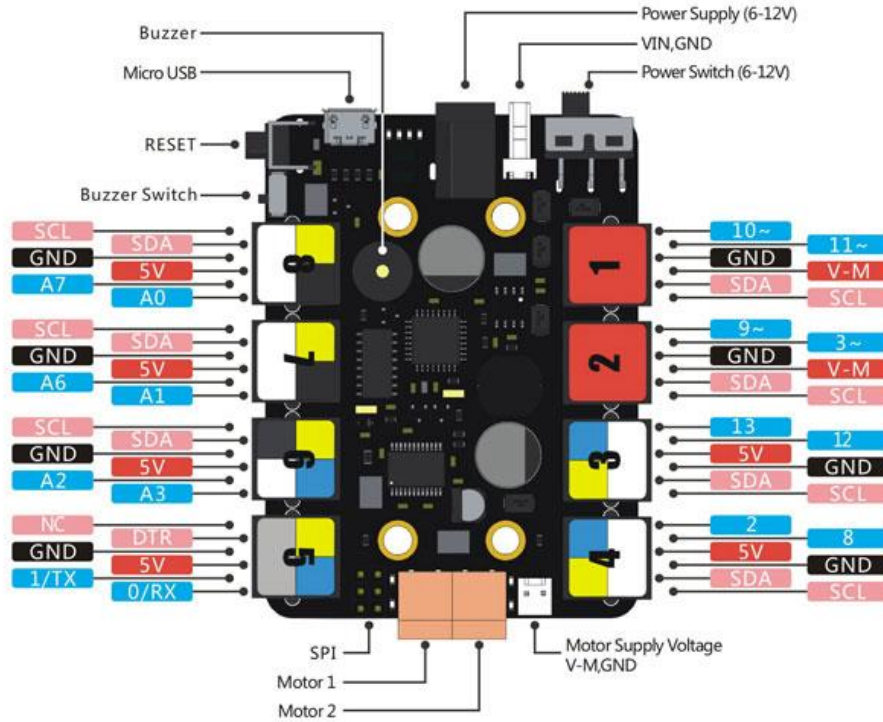 Buzzer
Micro USB
RESET
Buzzer Switch
Power Supply (6-12V)
VIN,GND
Power Switch (6-12V)
SCL
SDA
GND
5V
A7
A0
8
SCL
SDA
GND
5V
A6
A1
7
SCL
SDA
GND
5V
A2
A3
6
NC
DTR
GND
5V
1/TX
0/RX
5
1
10~
11~
GND
V-M
SDA
SCL
2
9~
3~
GND
V-M
SDA
SCL
3
13
12
5V
GND
SDA
SCL
4
2
8
5V
GND
SDA
SCL
SPI
Motor 1
Motor 2
Motor Supply Voltage
V-M,GND